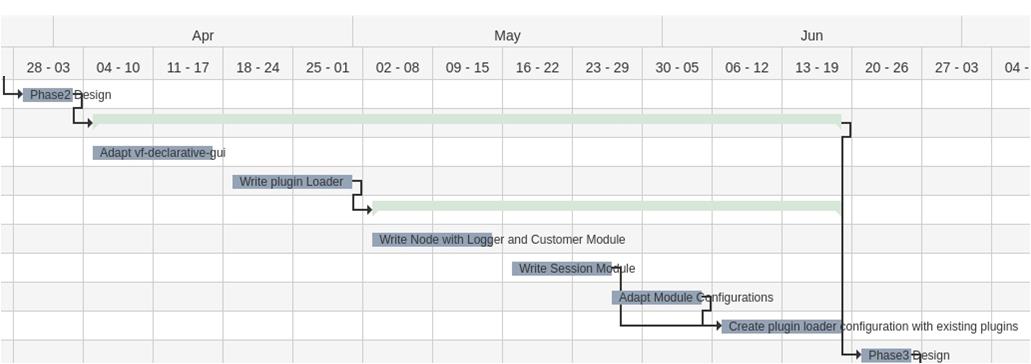 Apr May Jun
28 - 03 04 - 10 11 - 17 18 - 24 25 - 01 02 - 08 09 - 15 16 - 22 23 - 29 30 - 05 06 - 12 13 - 19 20 - 26 27 - 03 04 -
Phase2 Design
Adapt vf-declarative-gui
Write plugin Loader
Write Node with Logger and Customer Module
Write Session Module
Adapt Module Configurations
Create plugin loader configuration with existing plugins
Phase3 Design